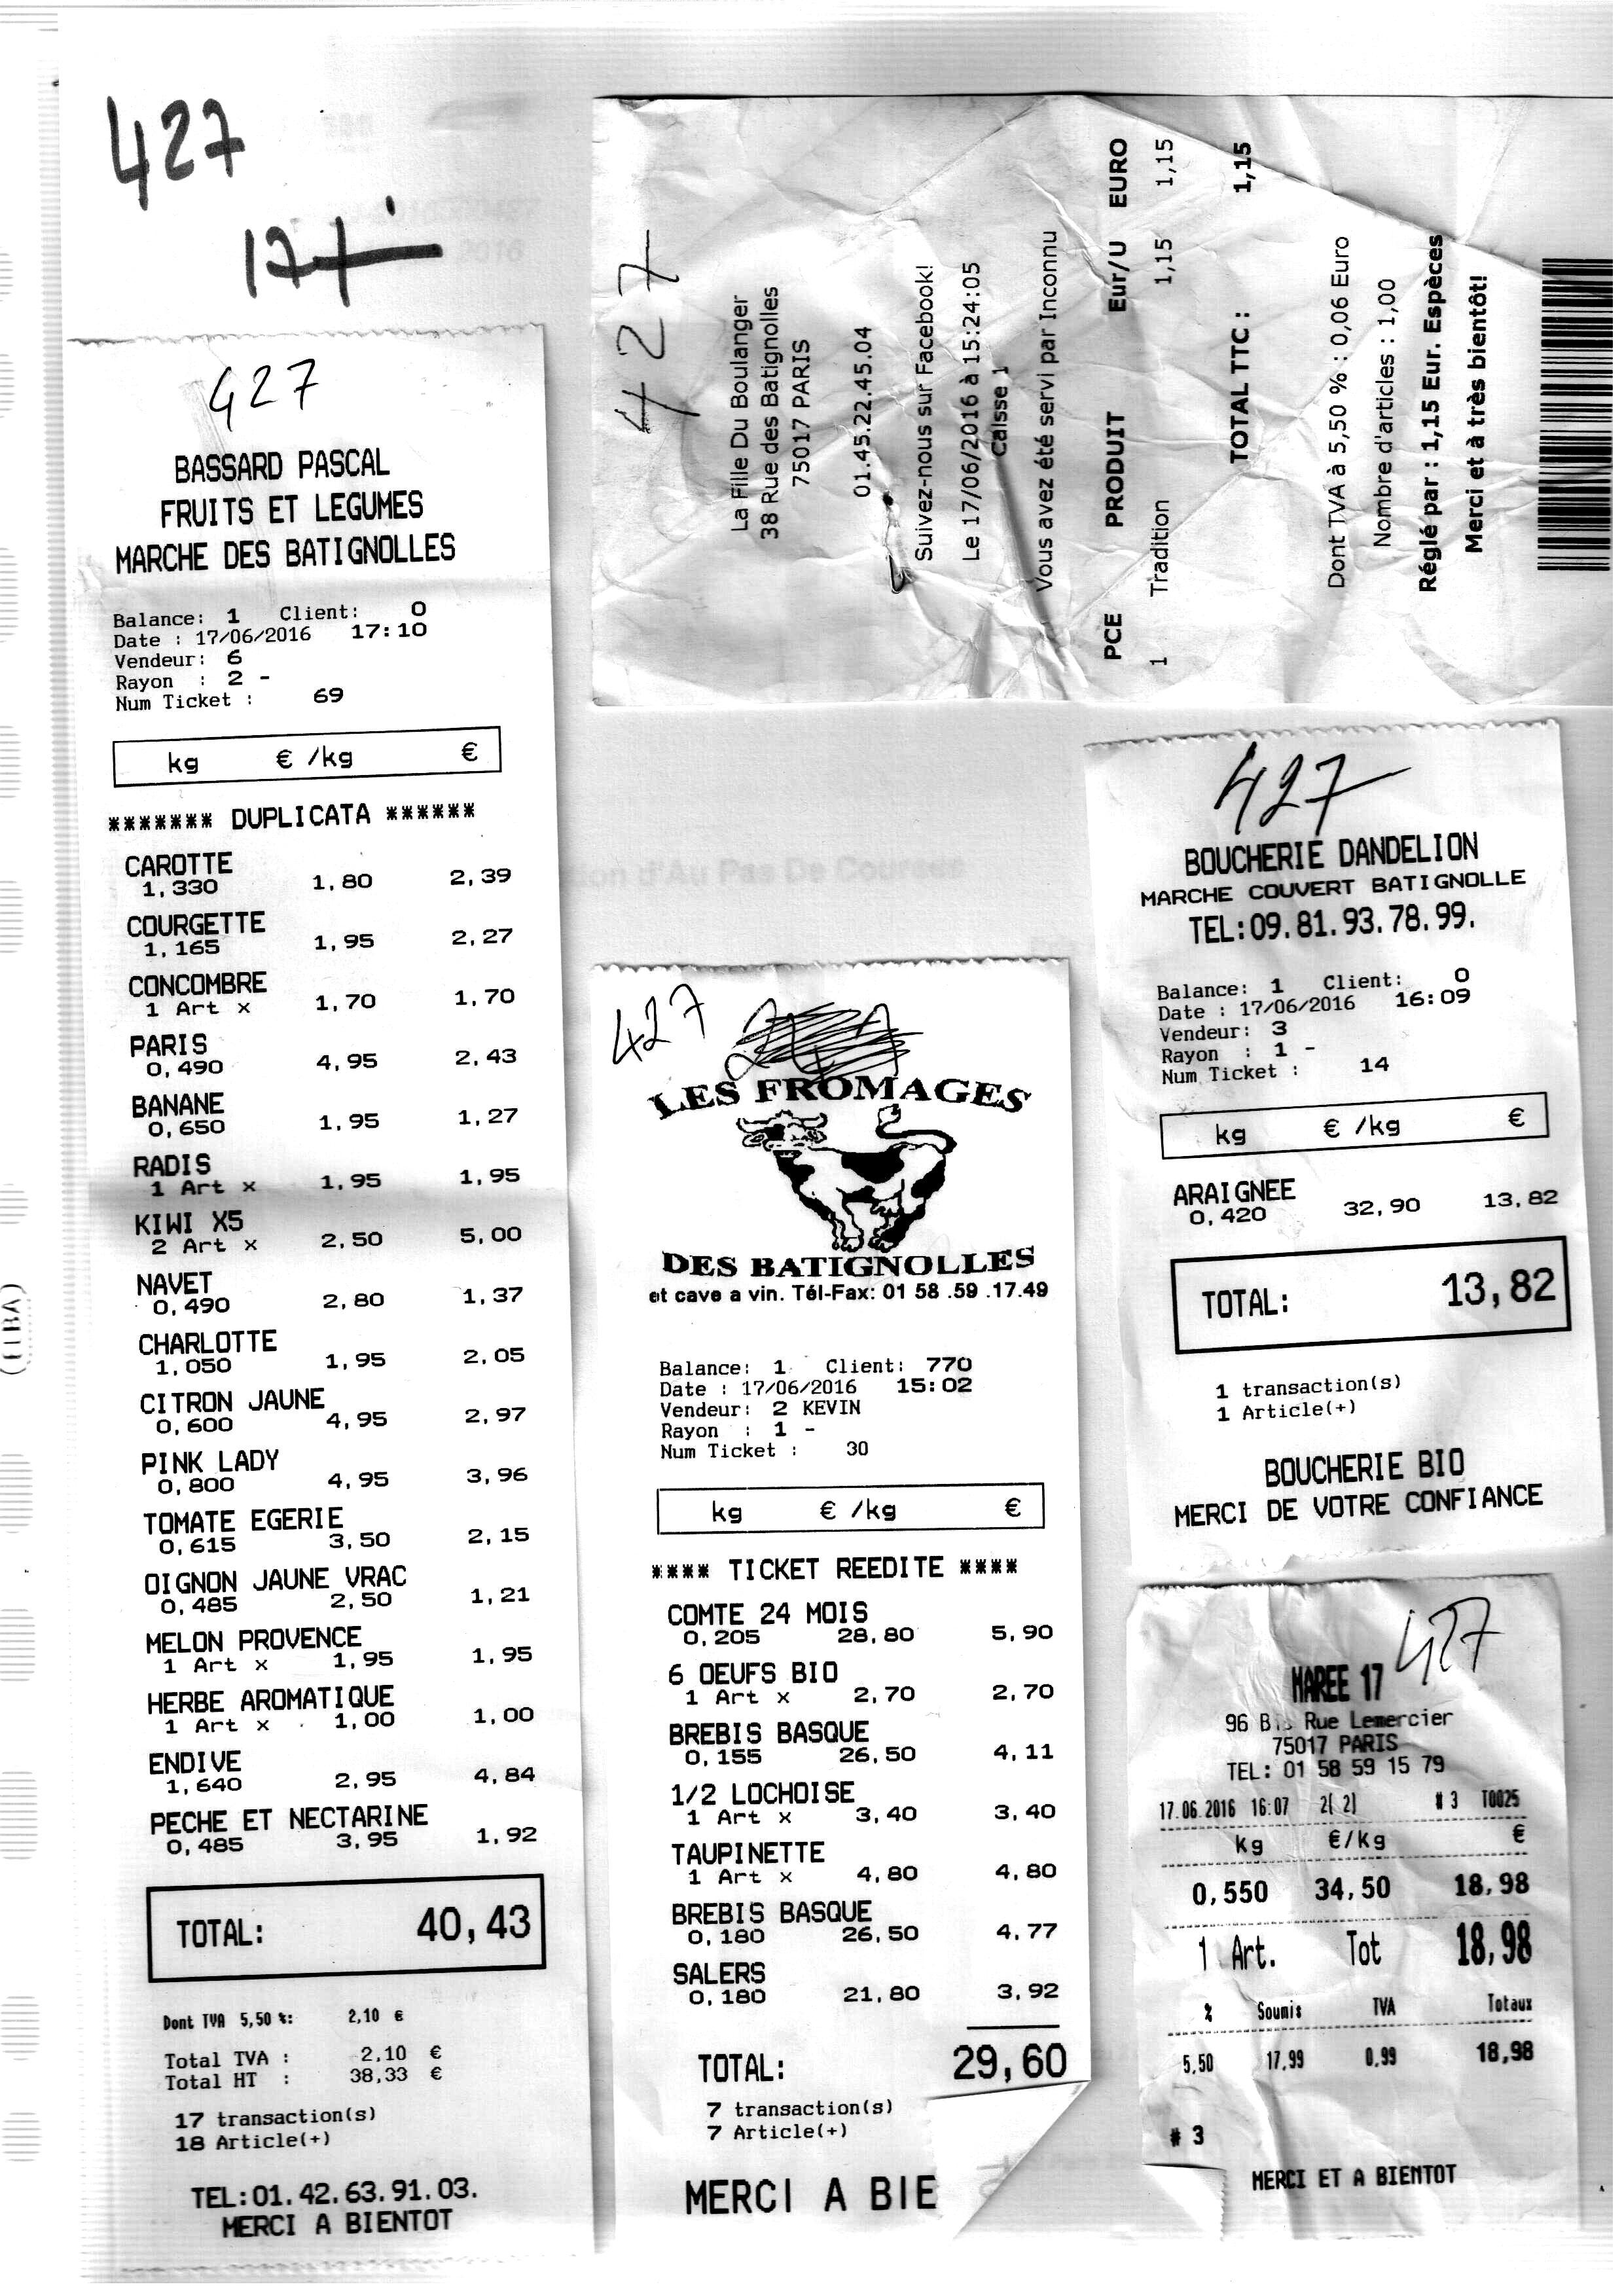 427
17
427
BASSARD PASCAL
FRUITS ET LEGUMES
MARCHE DES BATIGNOLLES
Balance: 1 Client: 0
Date : 17/06/2016 17:10
Vendeur: 6
Rayon : 2 -
Num Ticket : 69
kg € /kg €
******* DUPLICATA ******
CAROTTE
1,330 1,80 2,39
COURGETTE
1,165 1,95 2,27
CONCOMBRE
1 Art x 1,70 1,70
PARIS
0,490 4,95 2,43
BANANE
0,650 1,95 1,27
RADIS
1 Art x 1,95 1,95
KIWI X5
2 Art x 2,50 5,00
NAVET
0,490 2,80 1,37
CHARLOTTE
1,050 1,95 2,05
CITRON JAUNE
0,600 4,95 2,97
PINK LADY
0,800 4,95 3,96
TOMATE EGERIE
0,615 3,50 2,15
OIGNON JAUNE VRAC
0,485 2,50 1,21
MELON PROVENCE
1 Art x 1,95 1,95
HERBE AROMATIQUE
1 Art x 1,00 1,00
ENDIVE
1,640 2,95 4,84
PECHE ET NECTARINE
0,485 3,95 1,92
TOTAL: 40,43
Dont TVA 5,50 %: 2,10 €
Total TVA : 2,10 €
Total HT : 38,33 €
17 transaction(s)
18 Article(+)
TEL:01.42.63.91.03.
MERCI A BIENTOT
427
La Fille Du Boulanger
38 Rue des Batignolles
75017 PARIS
01.45.22.45.04
Suivez-nous sur Facebook!
Le 17/06/2016 à 15:24:05
Caisse 1
Vous avez été servi par Inconnu
PCE PRODUIT Eur/U EURO
1 Tradition 1,15 1,15
TOTAL TTC : 1,15
Dont TVA à 5,50 % : 0,06 Euro
Nombre d'articles : 1,00
Réglé par : 1,15 Eur. Espèces
Merci et à très bientôt!
tion d'Au Pas De Courses
427
LES FROMAGES
DES BATIGNOLLES
et cave a vin. Tél-Fax: 01 58 .59 .17.49
Balance: 1 Client: 770
Date : 17/06/2016 15:02
Vendeur: 2 KEVIN
Rayon : 1 -
Num Ticket : 30
kg € /kg €
**** TICKET REEDITE ****
COMTE 24 MOIS
0,205 28,80 5,90
6 OEUFS BIO
1 Art x 2,70 2,70
BREBIS BASQUE
0,155 26,50 4,11
1/2 LOCHOISE
1 Art x 3,40 3,40
TAUPINETTE
1 Art x 4,80 4,80
BREBIS BASQUE
0,180 26,50 4,77
SALERS
0,180 21,80 3,92
TOTAL: 29,60
7 transaction(s)
7 Article(+)
MERCI A BIE
427
BOUCHERIE DANDELION
MARCHE COUVERT BATIGNOLLE
TEL:09.81.93.78.99.
Balance: 1 Client: 0
Date : 17/06/2016 16:09
Vendeur: 3
Rayon : 1 -
Num Ticket : 14
kg € /kg €
ARAIGNEE
0,420 32,90 13,82
TOTAL: 13,82
1 transaction(s)
1 Article(+)
BOUCHERIE BIO
MERCI DE VOTRE CONFIANCE
427
MAREE 17
96 Bis Rue Lemercier
75017 PARIS
TEL: 01 58 59 15 79
17.06.2016 16:07 2( 2) #3 T0025
kg €/kg €
0,550 34,50 18,98
1 Art. Tot 18,98
% Soumis TVA Totaux
5,50 17,99 0,99 18,98
# 3
MERCI ET A BIENTOT
(ELBA)